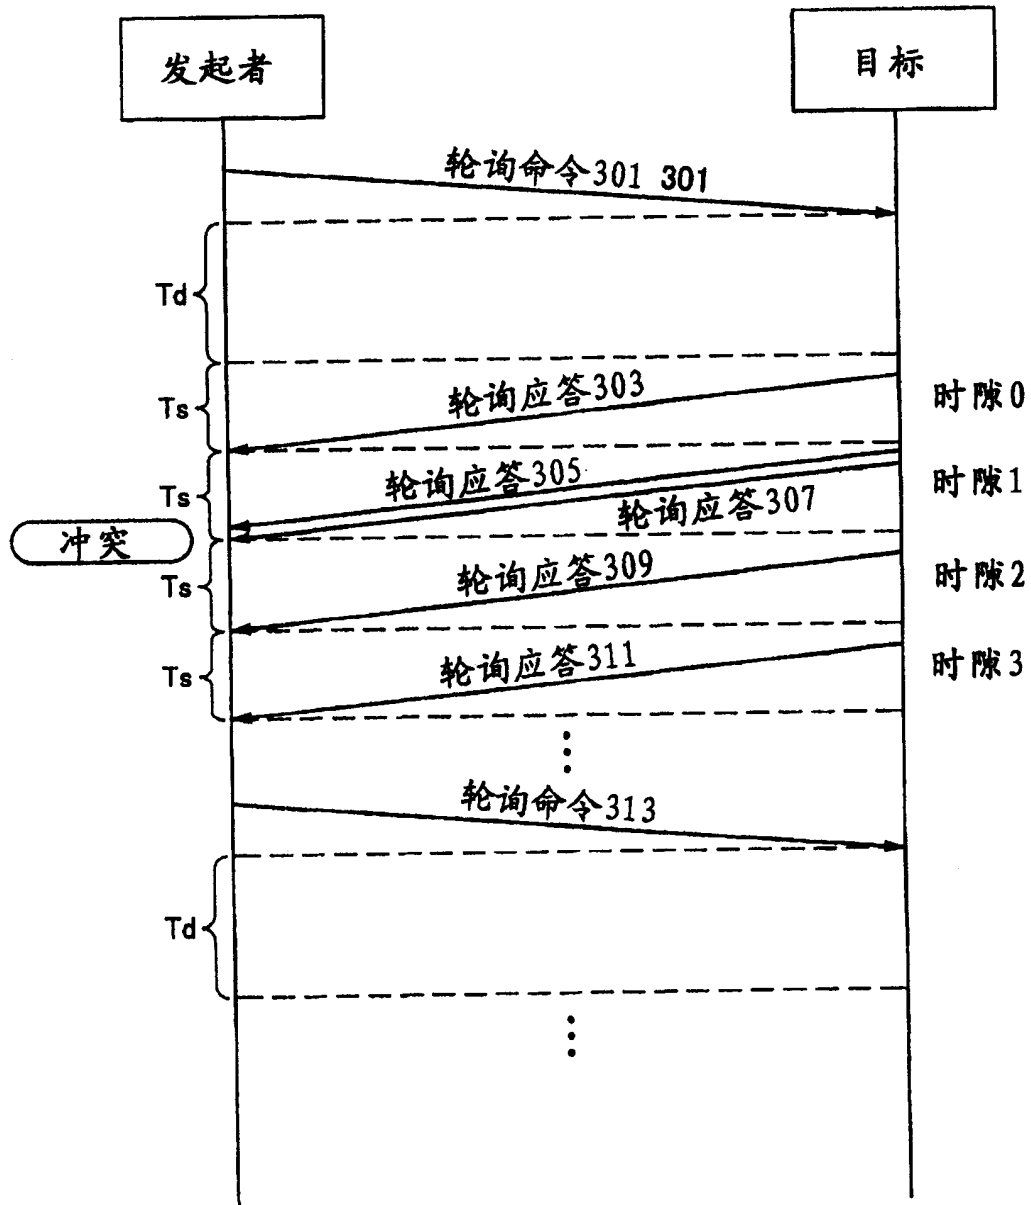 发起者
目标
轮询命令301 301
Td
轮询应答303
Ts
时隙0
轮询应答305
Ts
时隙1
轮询应答307
冲突
轮询应答309
Ts
时隙2
轮询应答311
Ts
时隙3
轮询命令313
Td